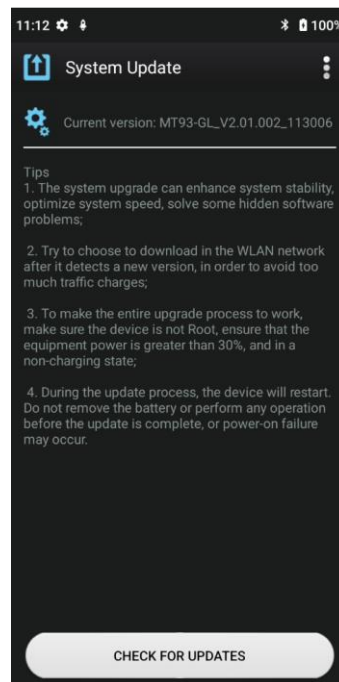 11:12 100%
System Update
Current version: MT93-GL_V2.01.002_113006
Tips
1. The system upgrade can enhance system stability,
optimize system speed, solve some hidden software
problems;
2. Try to choose to download in the WLAN network
after it detects a new version, in order to avoid too
much traffic charges;
3. To make the entire upgrade process to work,
make sure the device is not Root, ensure that the
equipment power is greater than 30%, and in a
non-charging state;
4. During the update process, the device will restart.
Do not remove the battery or perform any operation
before the update is complete, or power-on failure
may occur.
CHECK FOR UPDATES